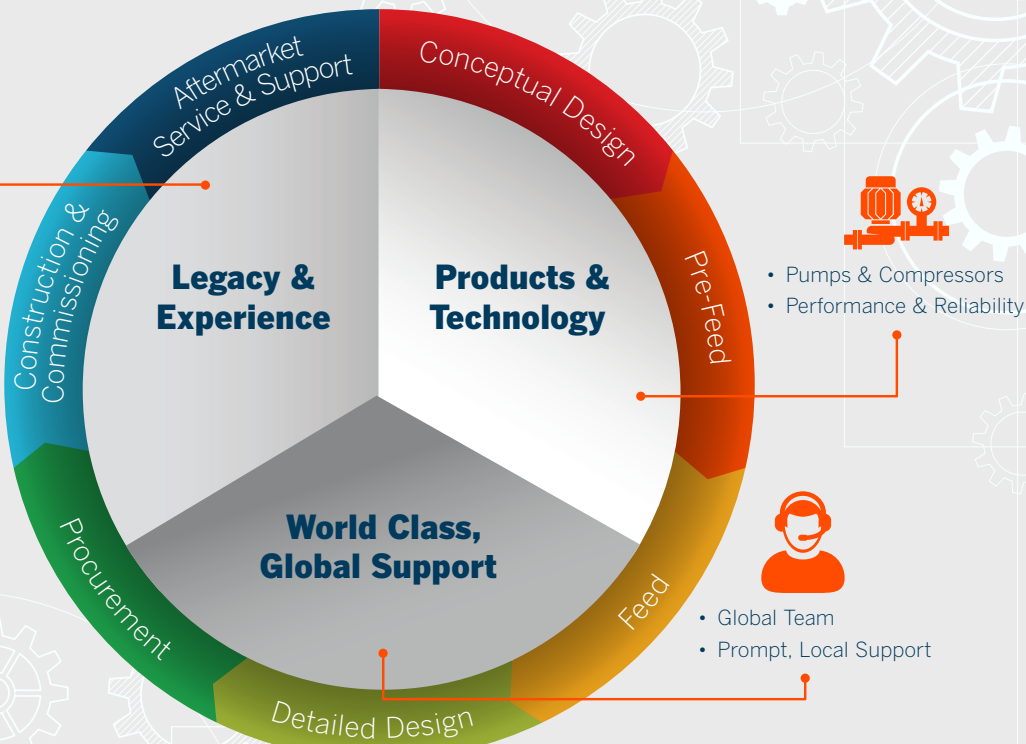 Aftermarket
Service & Support
Conceptual Design
Pre-Feed
Feed
Detailed Design
Procurement
Construction &
Commissioning
Legacy &
Experience
Products &
Technology
World Class,
Global Support
• Pumps & Compressors
• Performance & Reliability
• Global Team
• Prompt, Local Support